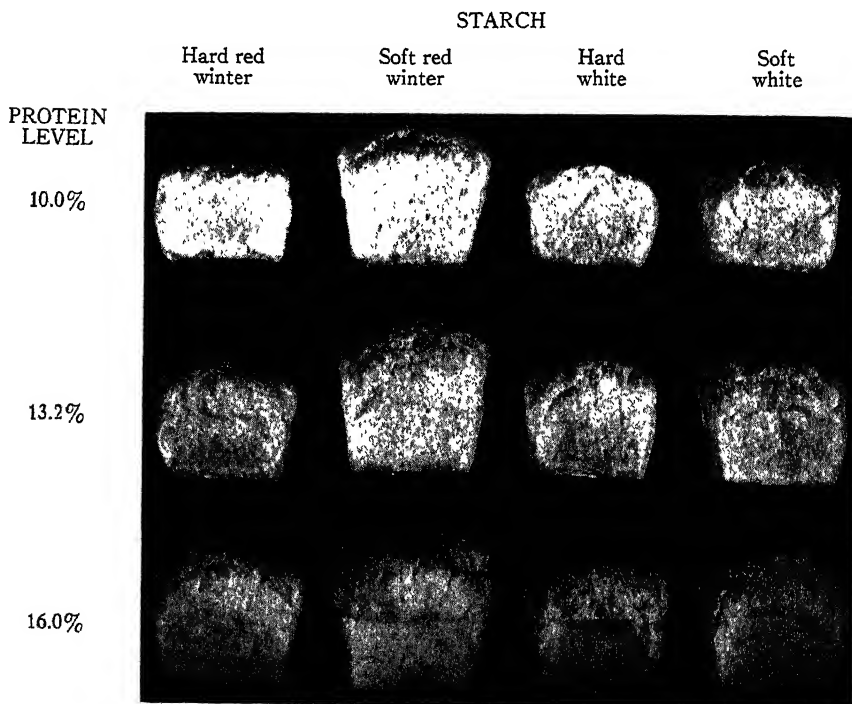 STARCH
Hard red winter
Soft red winter
Hard white
Soft white
PROTEIN LEVEL
10.0%
13.2%
16.0%